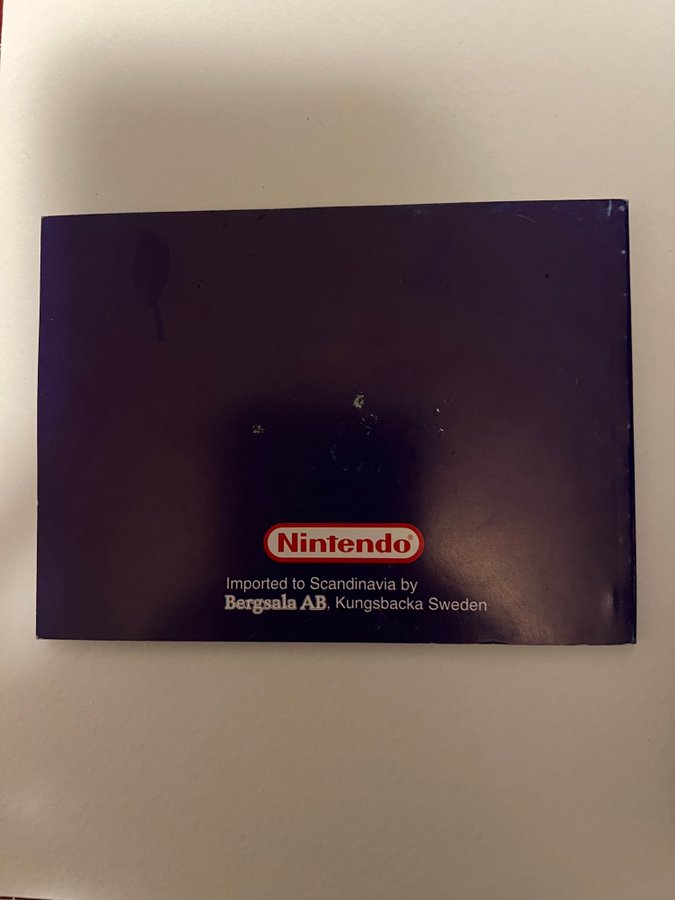 Nintendo®
Imported to Scandinavia by
Bergsala AB, Kungsbacka Sweden